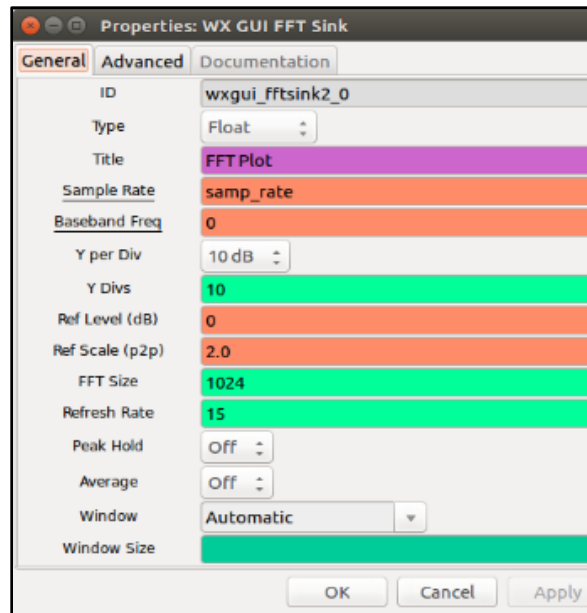 Properties: WX GUI FFT Sink
General Advanced Documentation
ID wxgui_fftsink2_0
Type Float
Title FFT Plot
Sample Rate samp_rate
Baseband Freq 0
Y per Div 10 dB
Y Divs 10
Ref Level (dB) 0
Ref Scale (p2p) 2.0
FFT Size 1024
Refresh Rate 15
Peak Hold Off
Average Off
Window Automatic
Window Size
OK Cancel Apply